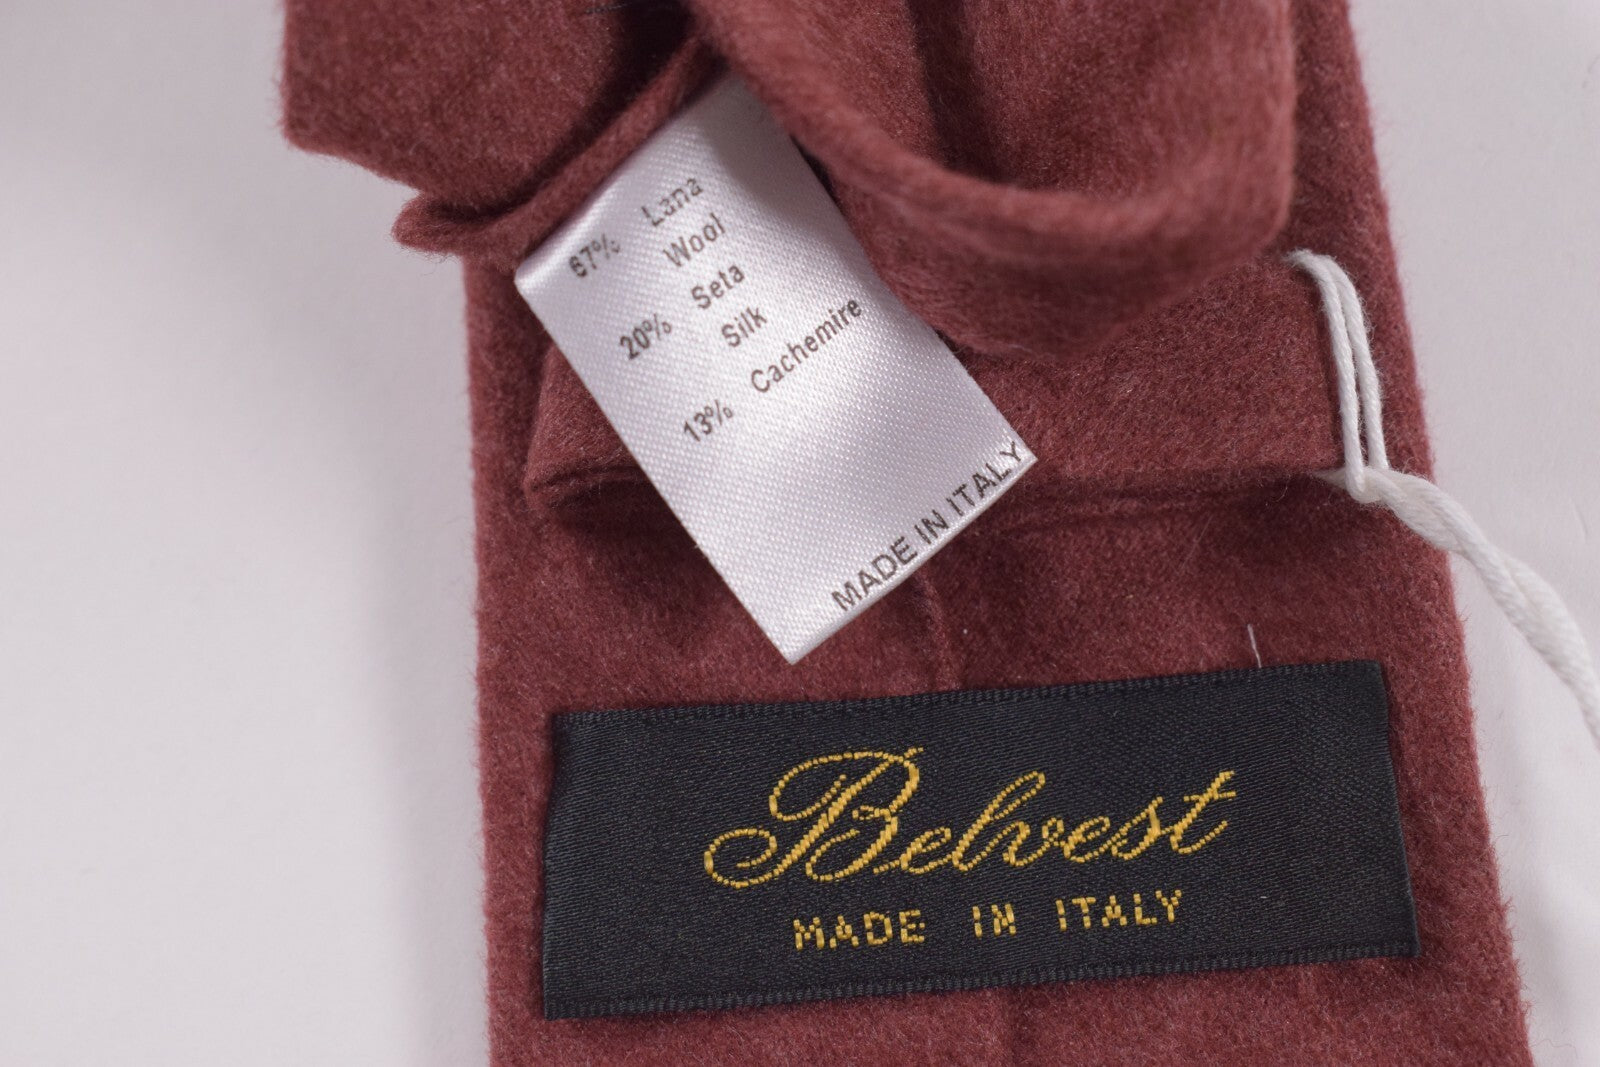 67% Lana
Wool
20% Seta
Silk
13% Cachemire
MADE IN ITALY
Belvest
MADE IN ITALY